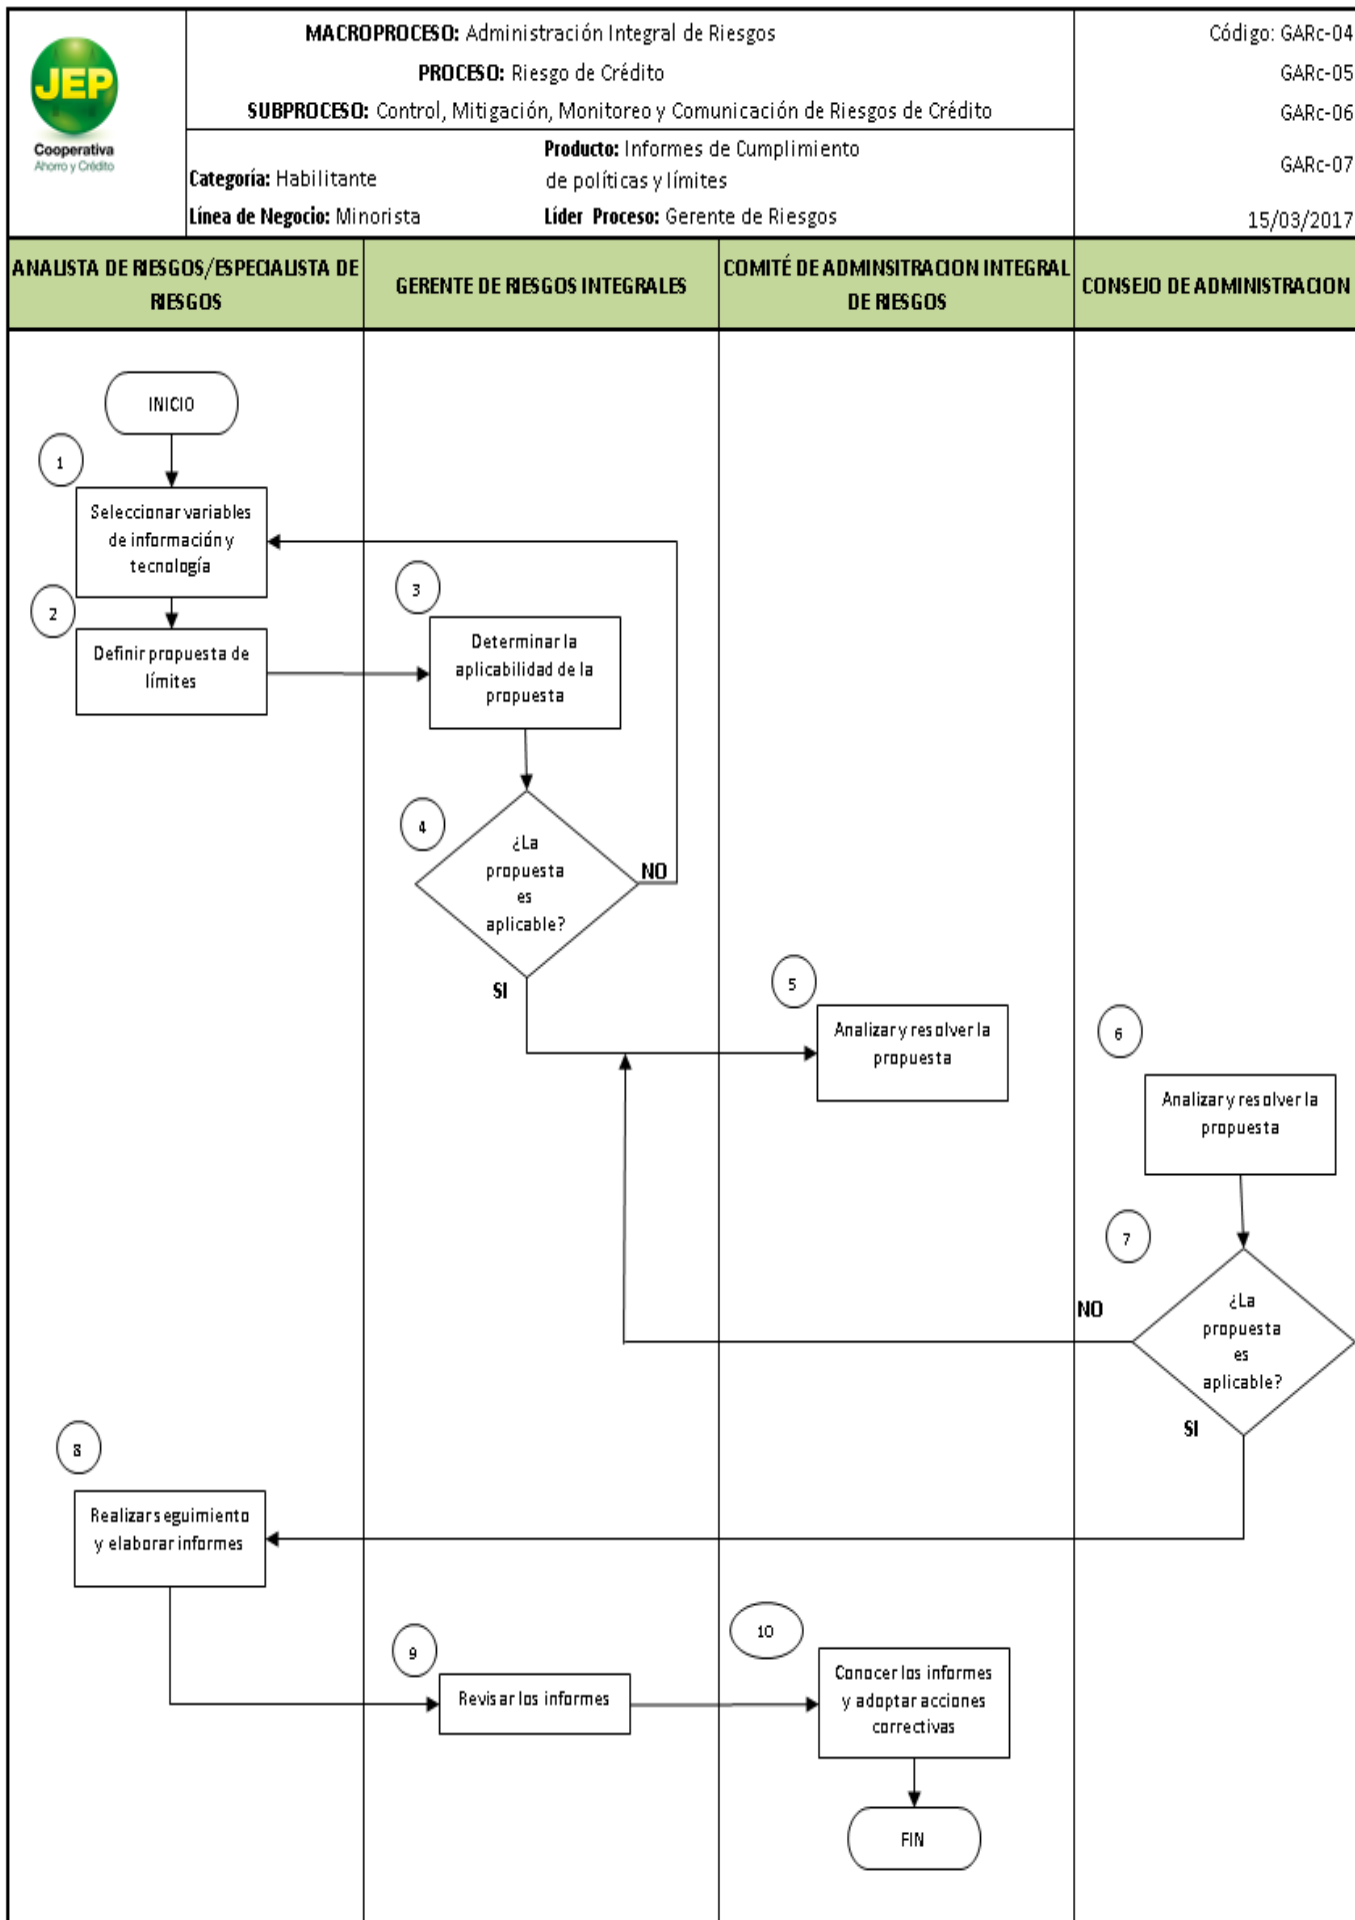 JEP
Cooperativa
Ahorro y Crédito
MACROPROCESO: Administración Integral de Riesgos
PROCESO: Riesgo de Crédito
SUBPROCESO: Control, Mitigación, Monitoreo y Comunicación de Riesgos de Crédito
Categoría: Habilitante
Línea de Negocio: Minorista
Producto: Informes de Cumplimiento
de políticas y límites
Líder Proceso: Gerente de Riesgos
Código: GARc-04
GARc-05
GARc-06
GARc-07
15/03/2017
ANALISTA DE RIESGOS/ESPECIALISTA DE
RIESGOS
GERENTE DE RIESGOS INTEGRALES
COMITÉ DE ADMINSITRACION INTEGRAL
DE RIESGOS
CONSEJO DE ADMINISTRACION
INICIO
1
Seleccionar variables
de información y
tecnología
2
Definir propuesta de
límites
3
Determinar la
aplicabilidad de la
propuesta
4
¿La
propuesta
es
aplicable?
NO
SI
5
Analizar y resolver la
propuesta
6
Analizar y resolver la
propuesta
7
¿La
propuesta
es
aplicable?
NO
SI
8
Realizar seguimiento
y elaborar informes
9
Revisar los informes
10
Conocer los informes
y adoptar acciones
correctivas
FIN